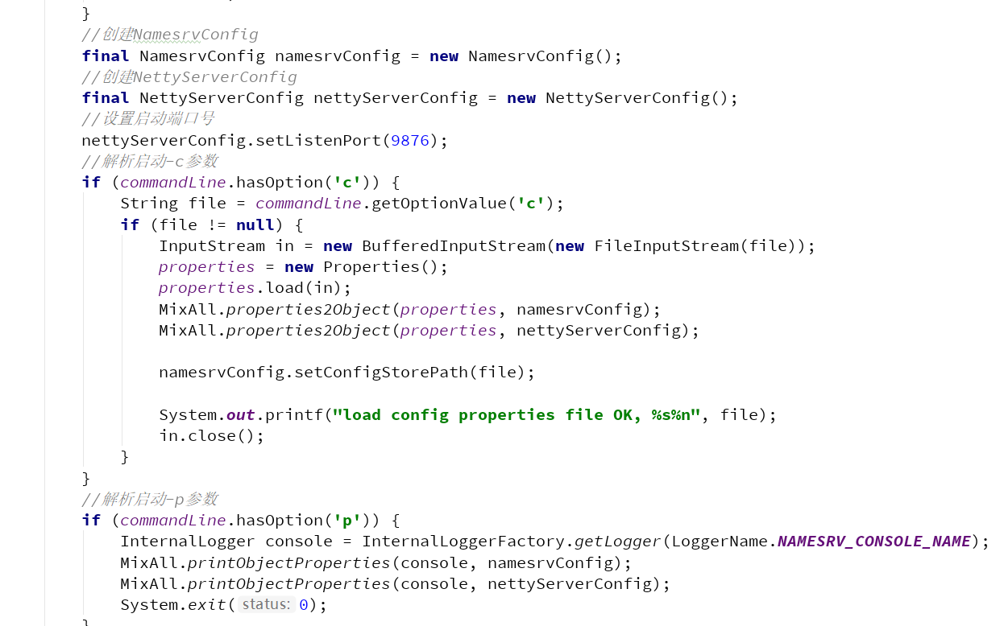 }
//创建NamesrvConfig
final NamesrvConfig namesrvConfig = new NamesrvConfig();
//创建NettyServerConfig
final NettyServerConfig nettyServerConfig = new NettyServerConfig();
//设置启动端口号
nettyServerConfig.setListenPort(9876);
//解析启动-c参数
if (commandLine.hasOption('c')) {
    String file = commandLine.getOptionValue('c');
    if (file != null) {
        InputStream in = new BufferedInputStream(new FileInputStream(file));
        properties = new Properties();
        properties.load(in);
        MixAll.properties2Object(properties, namesrvConfig);
        MixAll.properties2Object(properties, nettyServerConfig);

        namesrvConfig.setConfigStorePath(file);

        System.out.printf("load config properties file OK, %s%n", file);
        in.close();
    }
}
//解析启动-p参数
if (commandLine.hasOption('p')) {
    InternalLogger console = InternalLoggerFactory.getLogger(LoggerName.NAMESRV_CONSOLE_NAME);
    MixAll.printObjectProperties(console, namesrvConfig);
    MixAll.printObjectProperties(console, nettyServerConfig);
    System.exit( status: 0);
}